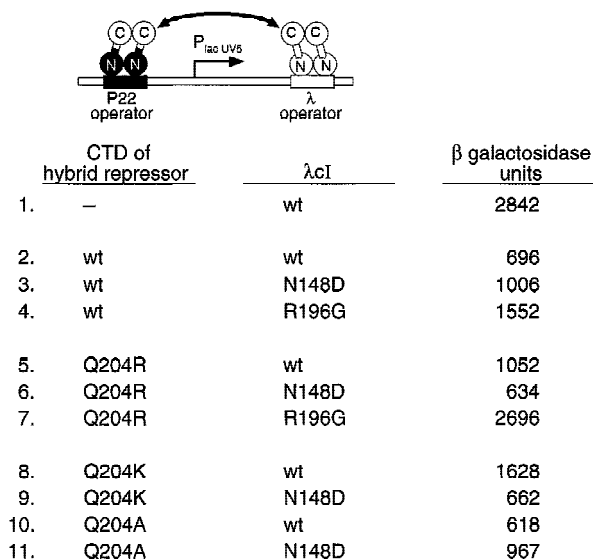 C C C C
P lac UV5
N N N N
P22 operator λ operator
CTD of hybrid repressor λcI β galactosidase units
1. – wt 2842
2. wt wt 696
3. wt N148D 1006
4. wt R196G 1552
5. Q204R wt 1052
6. Q204R N148D 634
7. Q204R R196G 2696
8. Q204K wt 1628
9. Q204K N148D 662
10. Q204A wt 618
11. Q204A N148D 967